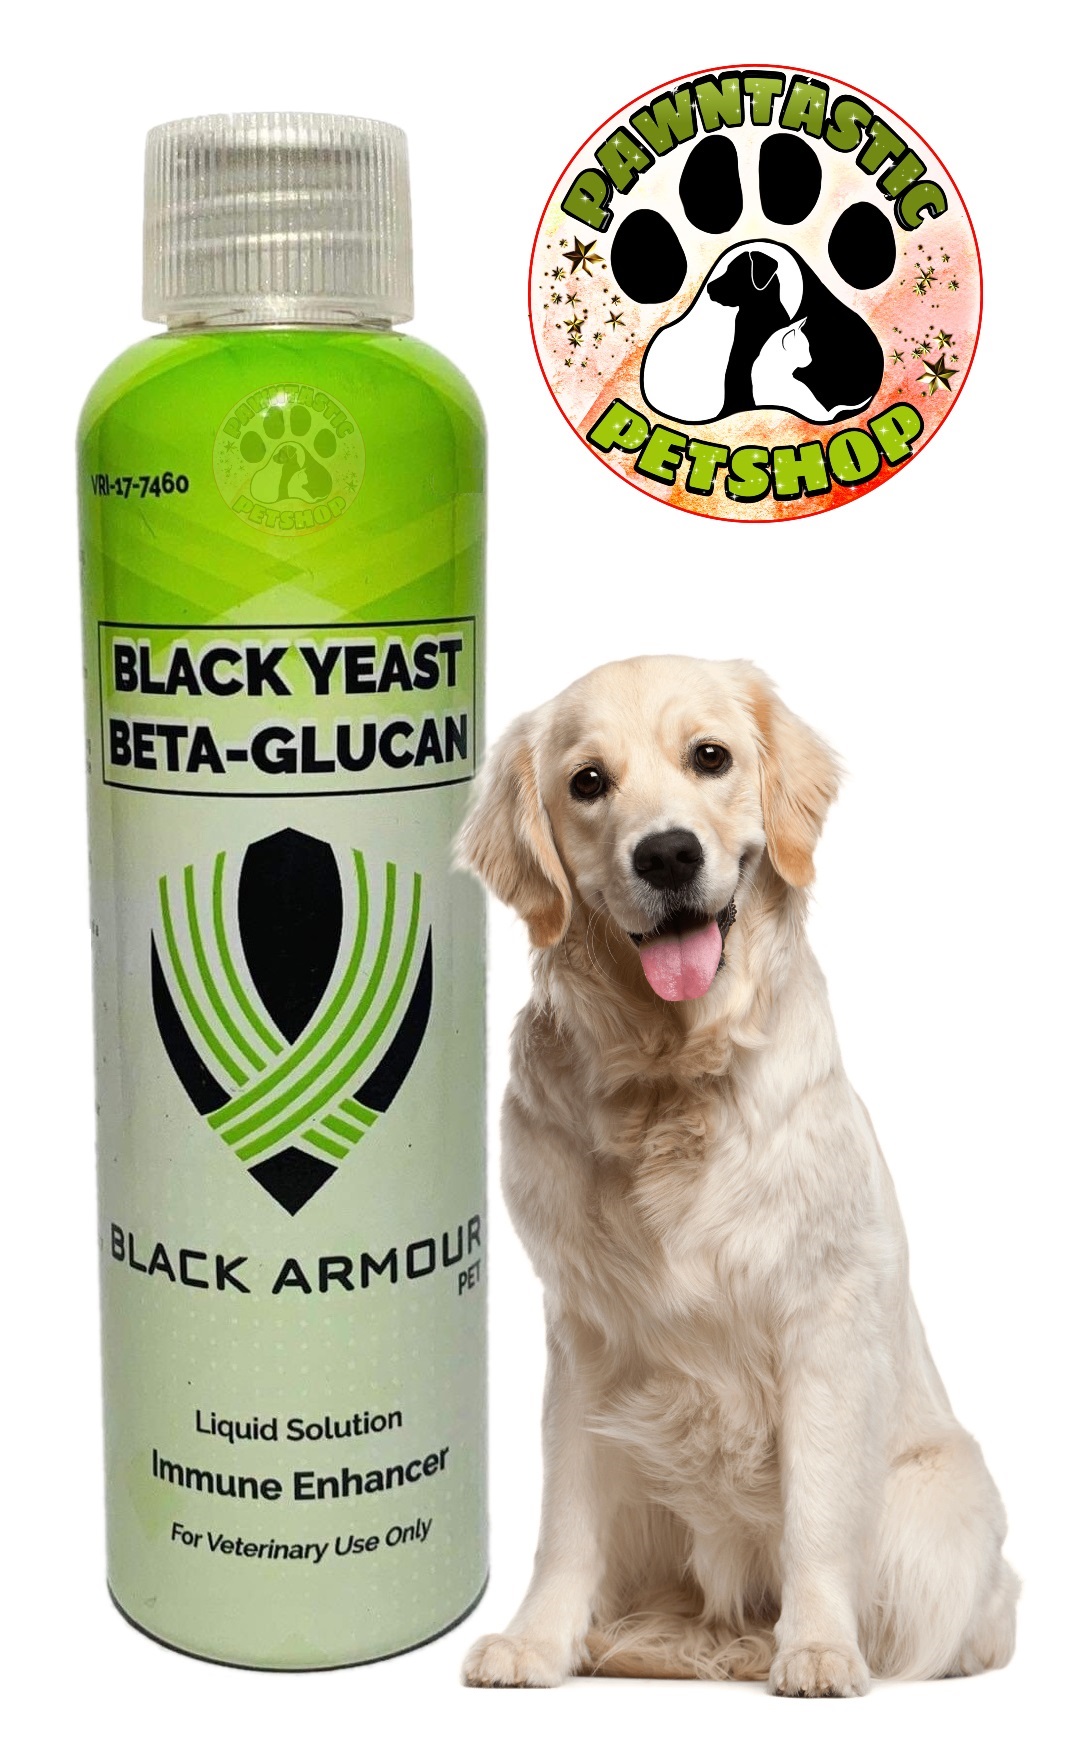 PAWNTASTIC
PETSHOP
PAWNTASTIC
PETSHOP
VRI-17-7460
BLACK YEAST
BETA-GLUCAN
BLACK ARMOUR
PET
Liquid Solution
Immune Enhancer
For Veterinary Use Only